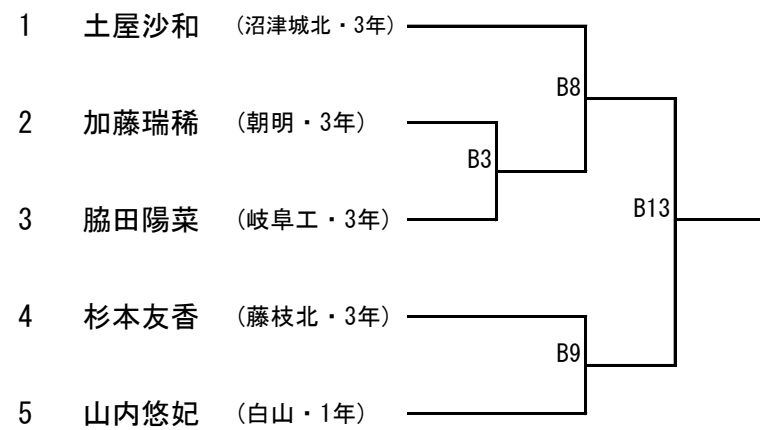 1 土屋沙和 (沼津城北・3年)
B8
2 加藤瑞稀 (朝明・3年)
B3
3 脇田陽菜 (岐阜工・3年)
B13
4 杉本友香 (藤枝北・3年)
B9
5 山内悠妃 (白山・1年)